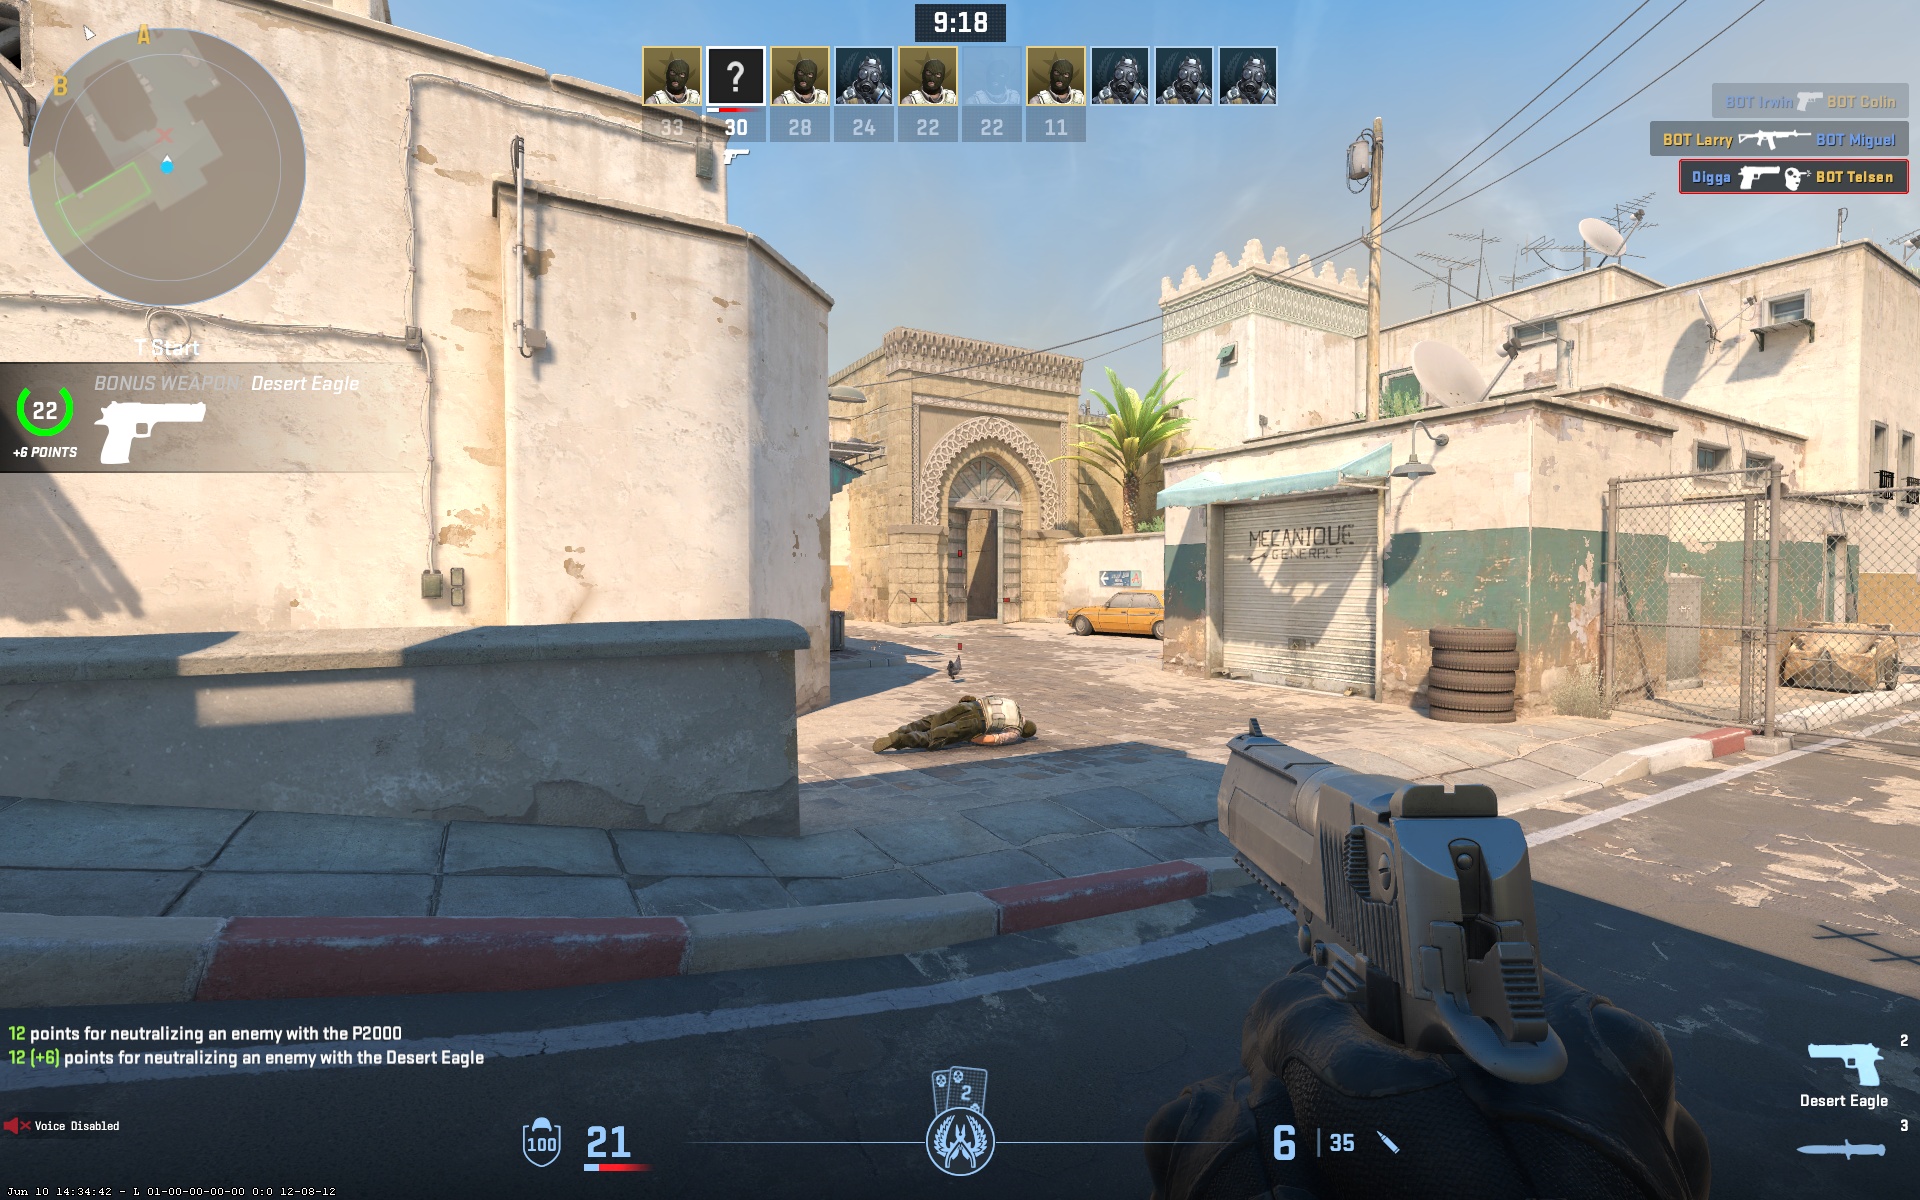 9:18
A
B
?
33
30
28
24
22
22
11
BOT Irwin BOT Colin
BOT Larry BOT Miguel
Digga BOT Telsen
T Start
BONUS WEAPON: Desert Eagle
22
+6 POINTS
MECANIQUE
GENERALE
12 points for neutralizing an enemy with the P2000
12 (+6) points for neutralizing an enemy with the Desert Eagle
2
Desert Eagle
3
Voice Disabled
100
21
2
6 | 35
Jun 10 14:34:42 - L 01-00-00-00-00 0:0 12-08-12